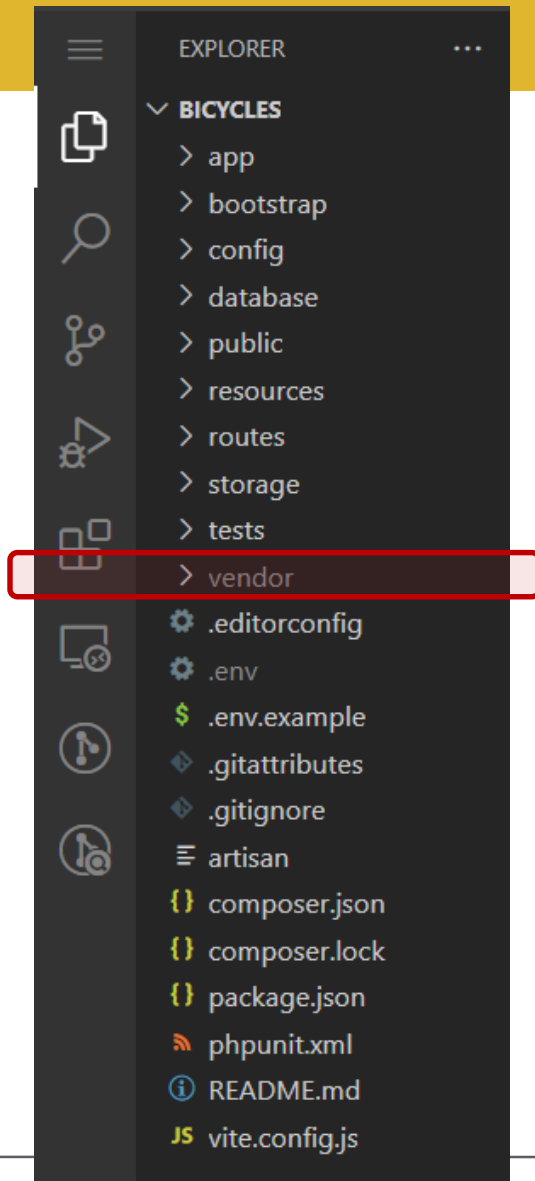 EXPLORER ...
BICYCLES
app
bootstrap
config
database
public
resources
routes
storage
tests
vendor
.editorconfig
.env
$ .env.example
.gitattributes
.gitignore
artisan
{} composer.json
{} composer.lock
{} package.json
phpunit.xml
README.md
JS vite.config.js